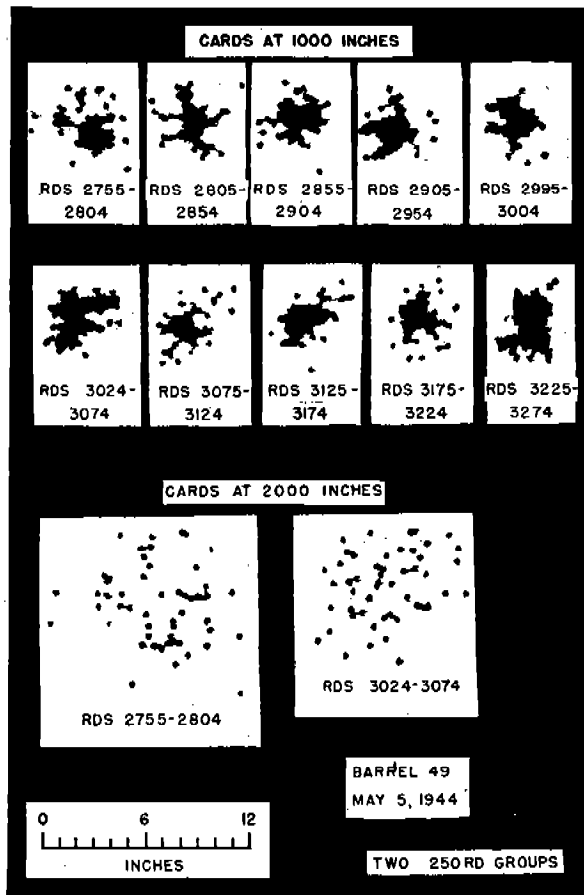 CARDS AT 1000 INCHES
RDS 2755-
2804
RDS 2805-
2854
RDS 2855-
2904
RDS 2905-
2954
RDS 2995-
3004
RDS 3024-
3074
RDS 3075-
3124
RDS 3125-
3174
RDS 3175-
3224
RDS 3225-
3274
CARDS AT 2000 INCHES
RDS 2755-2804
RDS 3024-3074
BARREL 49
MAY 5, 1944
0 6 12
INCHES
TWO 250RD GROUPS